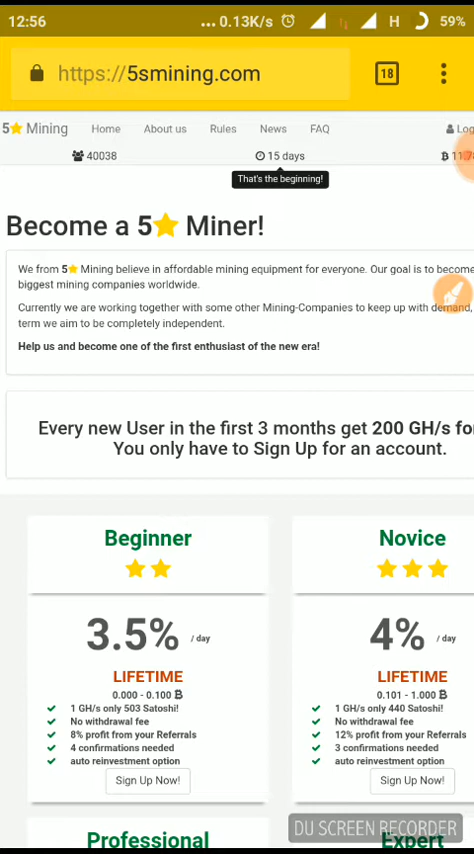 12:56 ... 0.13K/s H 59%
https://5smining.com 18
5 Mining Home About us Rules News FAQ
40038 15 days
That's the beginning!
Become a 5 Miner!
We from 5 Mining believe in affordable mining equipment for everyone. Our goal is to become
biggest mining companies worldwide.
Currently we are working together with some other Mining-Companies to keep up with demand,
term we aim to be completely independent.
Help us and become one of the first enthusiast of the new era!
Every new User in the first 3 months get 200 GH/s
You only have to Sign Up for an account.
Beginner
3.5% / day
LIFETIME
0.000 - 0.100 ₿
1 GH/s only 503 Satoshi!
No withdrawal fee
8% profit from your Referrals
4 confirmations needed
auto reinvestment option
Sign Up Now!
Novice
4% / day
LIFETIME
0.101 - 1.000 ₿
1 GH/s only 440 Satoshi!
No withdrawal fee
12% profit from your Referrals
3 confirmations needed
auto reinvestment option
Sign Up Now!
Professional
Expert
DU SCREEN RECORDER